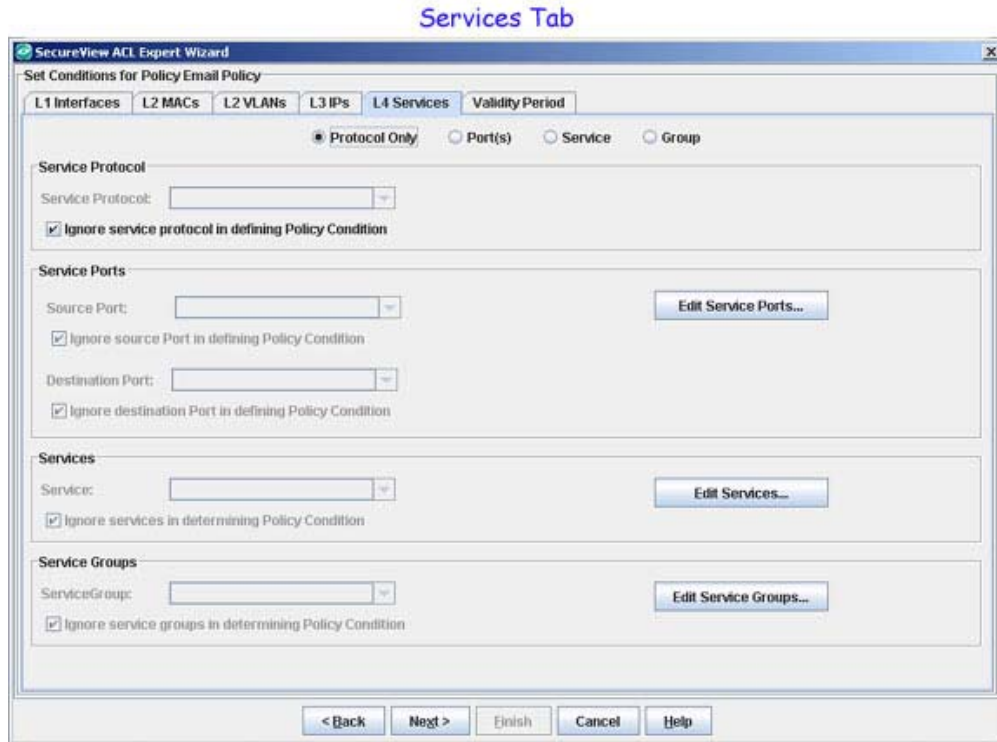 Services Tab
SecureView ACL Expert Wizard
Set Conditions for Policy Email Policy
L1 Interfaces L2 MACs L2 VLANs L3 IPs L4 Services Validity Period
Protocol Only Port(s) Service Group
Service Protocol
Service Protocol:
Ignore service protocol in defining Policy Condition
Service Ports
Source Port:
Edit Service Ports...
Ignore source Port in defining Policy Condition
Destination Port:
Ignore destination Port in defining Policy Condition
Services
Service:
Edit Services...
Ignore services in determining Policy Condition
Service Groups
ServiceGroup:
Edit Service Groups...
Ignore service groups in determining Policy Condition
< Back Next > Finish Cancel Help